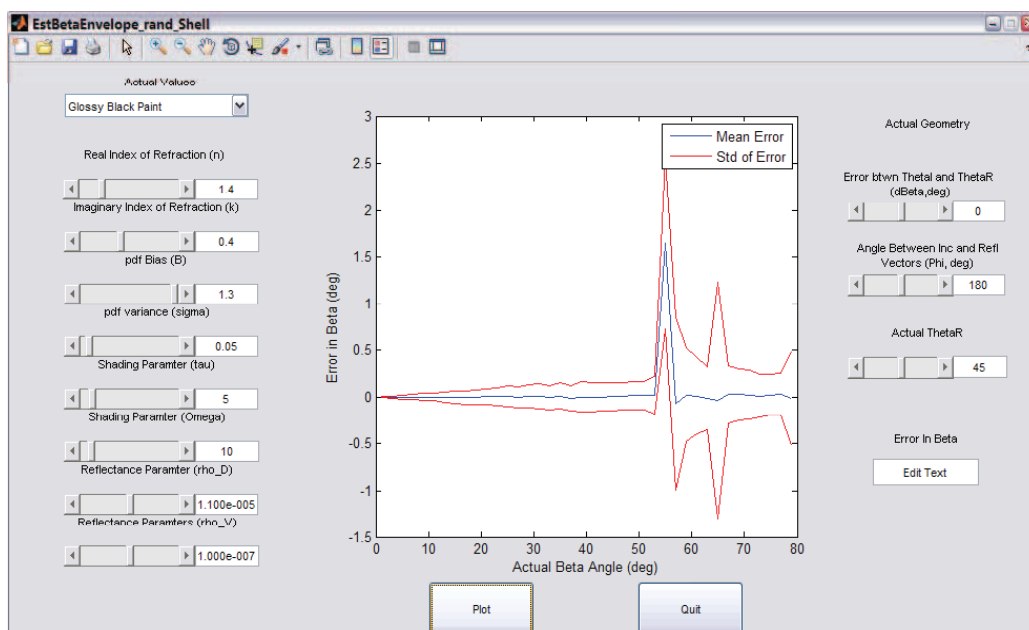 EstBetaEnvelope_rand_Shell
Actual Values
Glossy Black Paint
Real Index of Refraction (n)
1.4
Imaginary Index of Refraction (k)
0.4
pdf Bias (B)
1.3
pdf variance (sigma)
0.05
Shading Paramter (tau)
5
Shading Paramter (Omega)
10
Reflectance Paramter (rho_D)
1.100e-005
Reflectance Paramters (rho_V)
1.000e-007
Error in Beta (deg)
3
2.5
2
1.5
1
0.5
0
-0.5
-1
-1.5
0 10 20 30 40 50 60 70 80
Actual Beta Angle (deg)
Mean Error
Std of Error
Plot
Quit
Actual Geometry
Error btwn ThetaI and ThetaR
(dBeta,deg)
0
Angle Between Inc and Refl
Vectors (Phi, deg)
180
Actual ThetaR
45
Error In Beta
Edit Text